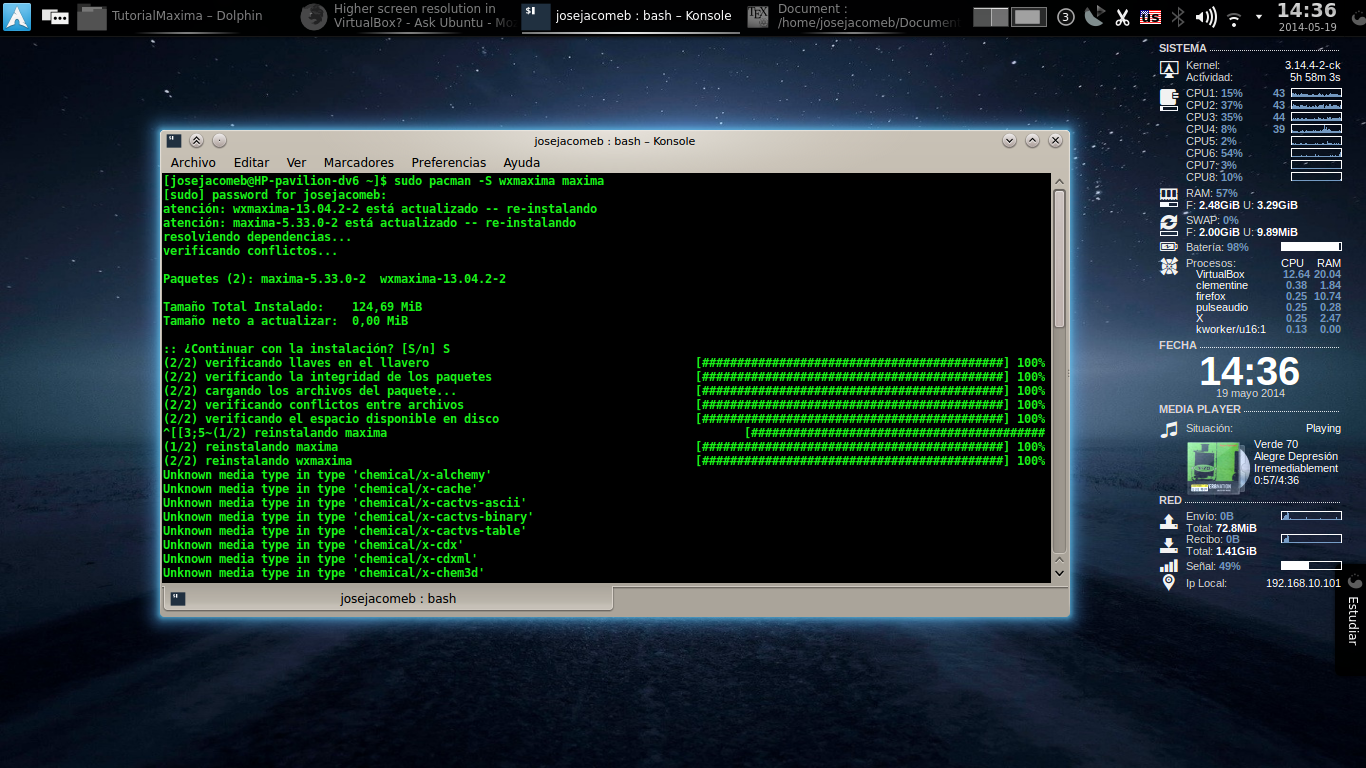 TutorialMaxima – Dolphin
Higher screen resolution in
VirtualBox? - Ask Ubuntu - Mo
josejacomeb : bash – Konsole
Document :
/home/josejacomeb/Document
3
us
14:36
2014-05-19
josejacomeb : bash – Konsole
Archivo Editar Ver Marcadores Preferencias Ayuda
[josejacomeb@HP-pavilion-dv6 ~]$ sudo pacman -S wxmaxima maxima
[sudo] password for josejacomeb:
atención: wxmaxima-13.04.2-2 está actualizado -- re-instalando
atención: maxima-5.33.0-2 está actualizado -- re-instalando
resolviendo dependencias...
verificando conflictos...
Paquetes (2): maxima-5.33.0-2  wxmaxima-13.04.2-2
Tamaño Total Instalado:    124,69 MiB
Tamaño neto a actualizar:  0,00 MiB
:: ¿Continuar con la instalación? [S/n] S
(2/2) verificando llaves en el llavero [###########################################] 100%
(2/2) verificando la integridad de los paquetes [###########################################] 100%
(2/2) cargando los archivos del paquete... [###########################################] 100%
(2/2) verificando conflictos entre archivos [###########################################] 100%
(2/2) verificando el espacio disponible en disco [###########################################] 100%
^[[3;5~(1/2) reinstalando maxima [##########################################
(1/2) reinstalando maxima [###########################################] 100%
(2/2) reinstalando wxmaxima [###########################################] 100%
Unknown media type in type 'chemical/x-alchemy'
Unknown media type in type 'chemical/x-cache'
Unknown media type in type 'chemical/x-cactvs-ascii'
Unknown media type in type 'chemical/x-cactvs-binary'
Unknown media type in type 'chemical/x-cactvs-table'
Unknown media type in type 'chemical/x-cdx'
Unknown media type in type 'chemical/x-cdxml'
Unknown media type in type 'chemical/x-chem3d'
josejacomeb : bash
SISTEMA
Kernel: 3.14.4-2-ck
Actividad: 5h 58m 3s
CPU1: 15% 43
CPU2: 37% 43
CPU3: 35% 44
CPU4: 8% 39
CPU5: 2%
CPU6: 54%
CPU7: 3%
CPU8: 10%
RAM: 57%
F: 2.48GiB U: 3.29GiB
SWAP: 0%
F: 2.00GiB U: 9.89MiB
Batería: 98%
Procesos: CPU RAM
VirtualBox 12.64 20.04
clementine 0.38 1.84
firefox 0.25 10.74
pulseaudio 0.25 0.28
X 0.25 2.47
kworker/u16:1 0.13 0.00
FECHA
14:36
19 mayo 2014
MEDIA PLAYER
Situación: Playing
Verde 70
Alegre Depresión
Irremediablement
0:57/4:36
RED
Envío: 0B
Total: 72.8MiB
Recibo: 0B
Total: 1.41GiB
Señal: 49%
Ip Local: 192.168.10.101
Estudiar